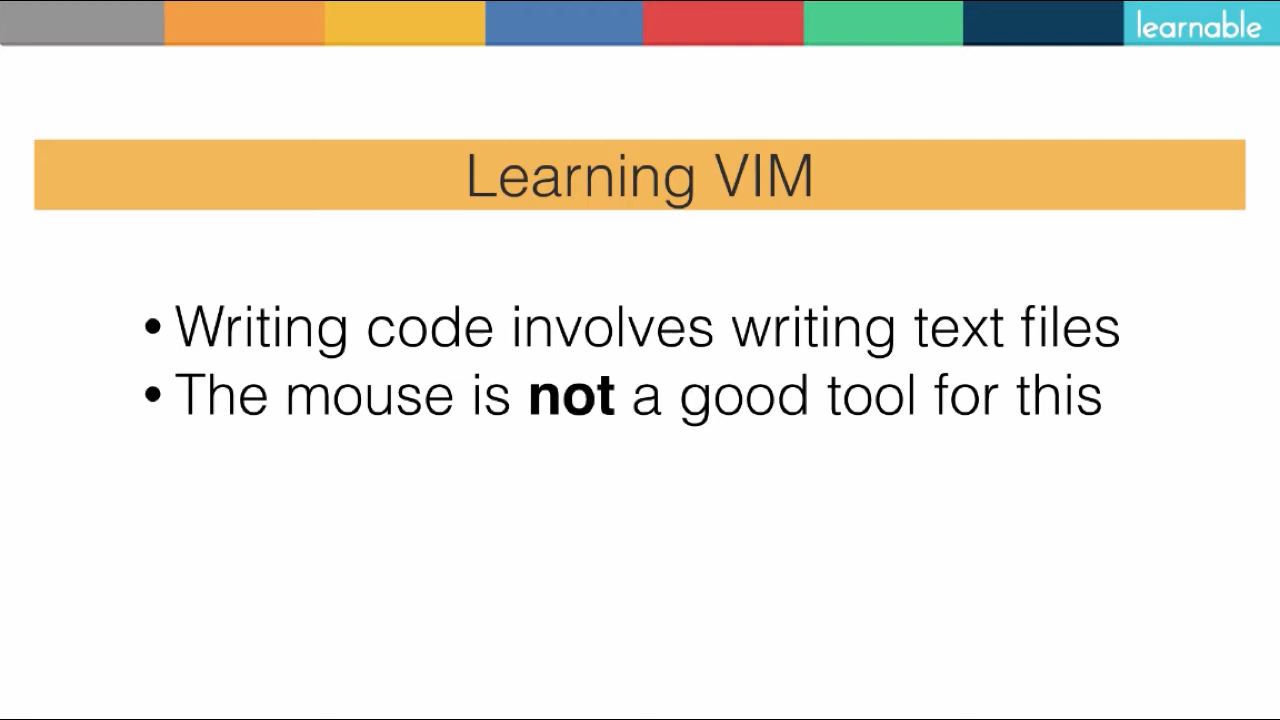 learnable
Learning VIM
• Writing code involves writing text files
• The mouse is not a good tool for this